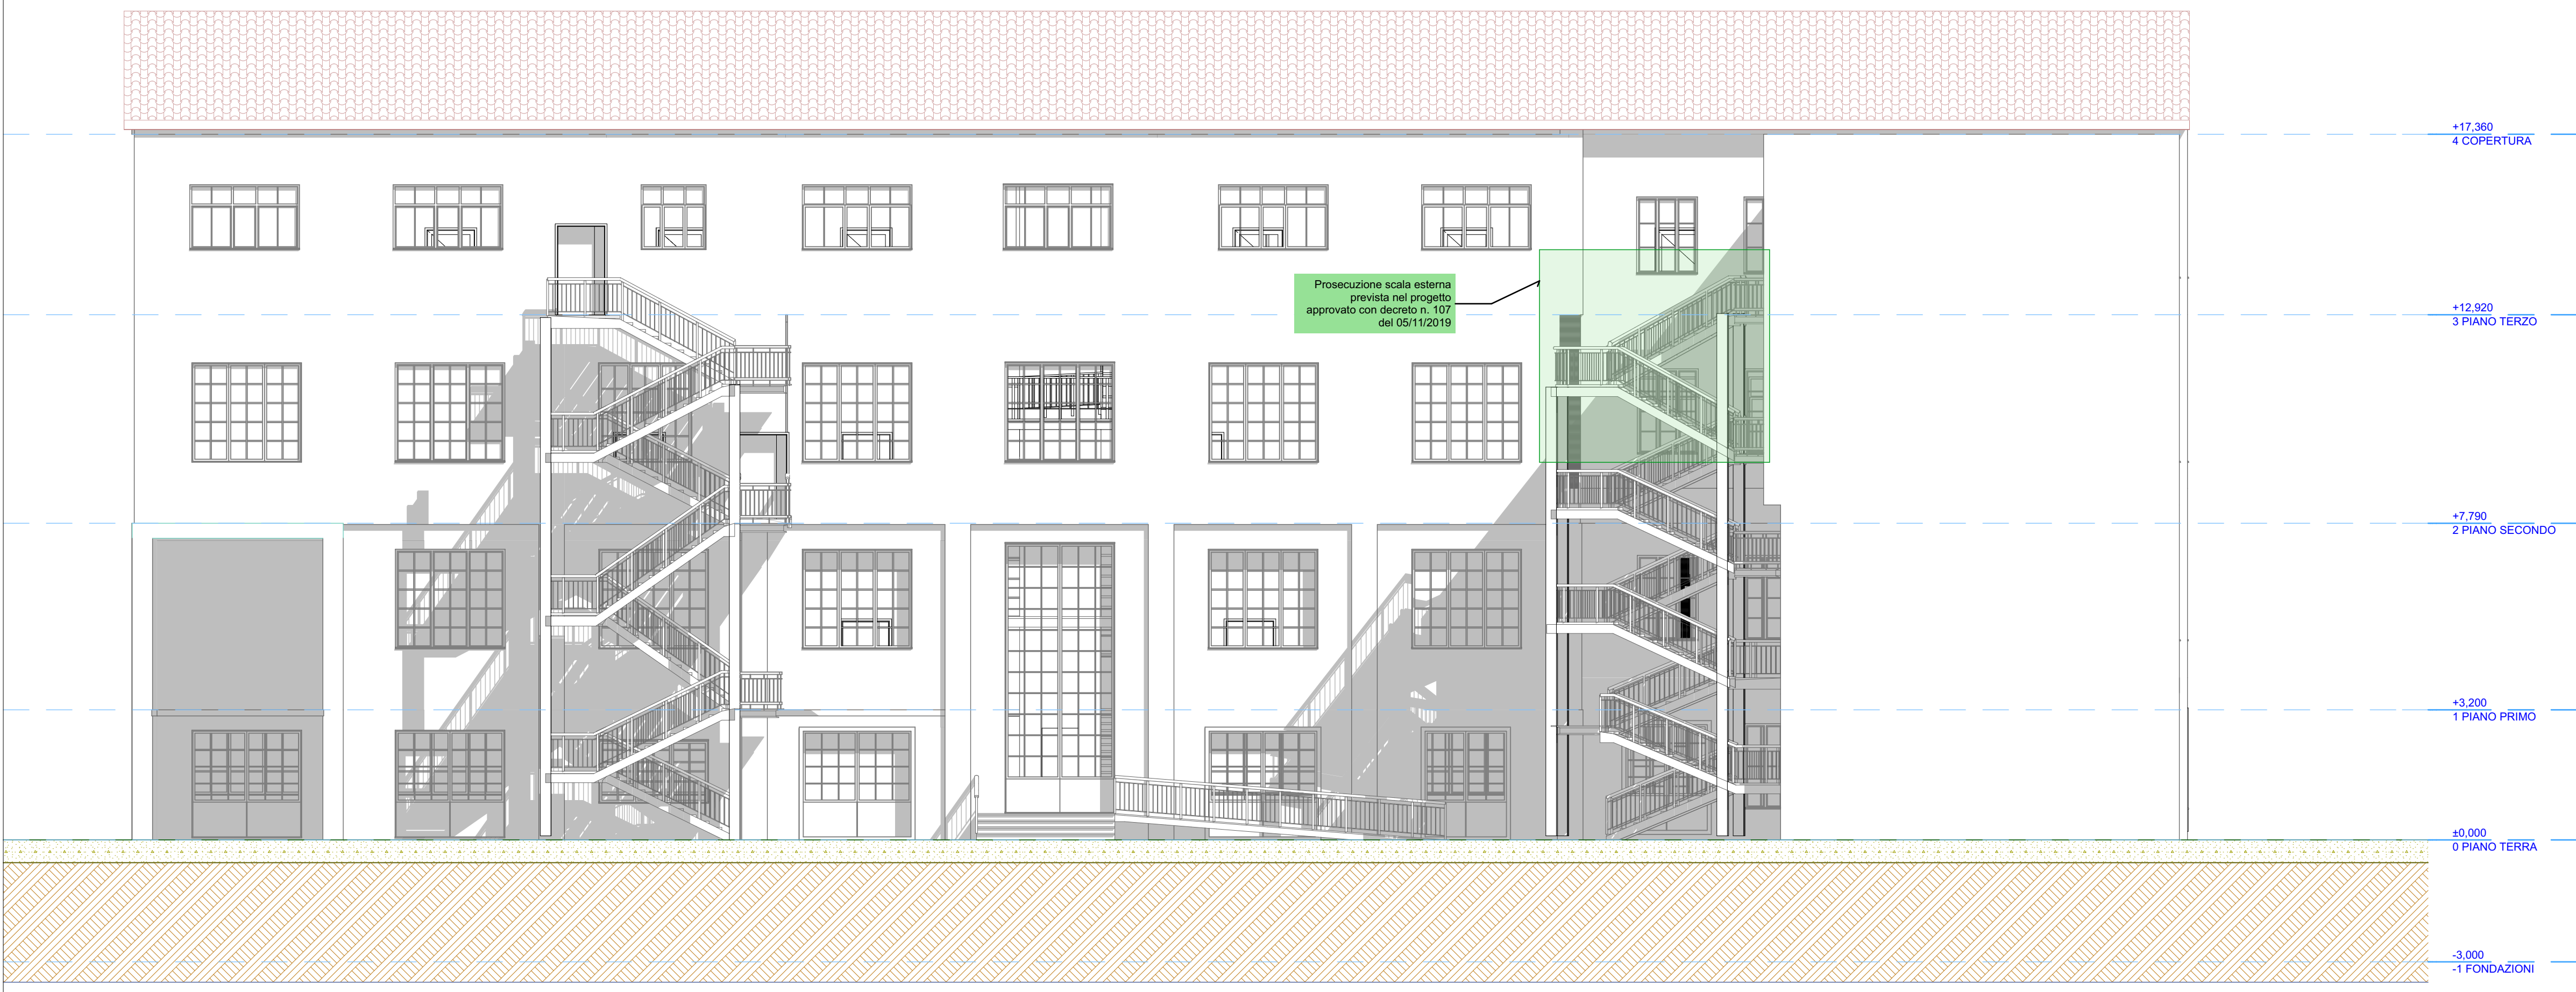 +17,360
4 COPERTURA
Prosecuzione scala esterna
prevista nel progetto
approvato con decreto n. 107
del 05/11/2019
+12,920
3 PIANO TERZO
+7,790
2 PIANO SECONDO
+3,200
1 PIANO PRIMO
±0,000
0 PIANO TERRA
-3,000
-1 FONDAZIONI